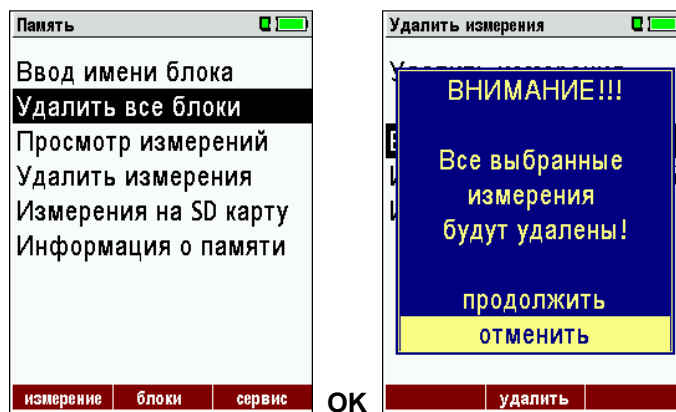 Память
Ввод имени блока
Удалить все блоки
Просмотр измерений
Удалить измерения
Измерения на SD карту
Информация о памяти
измерение блоки сервис
OK
Удалить измерения
ВНИМАНИЕ!!!
Все выбранные
измерения
будут удалены!
продолжить
отменить
удалить